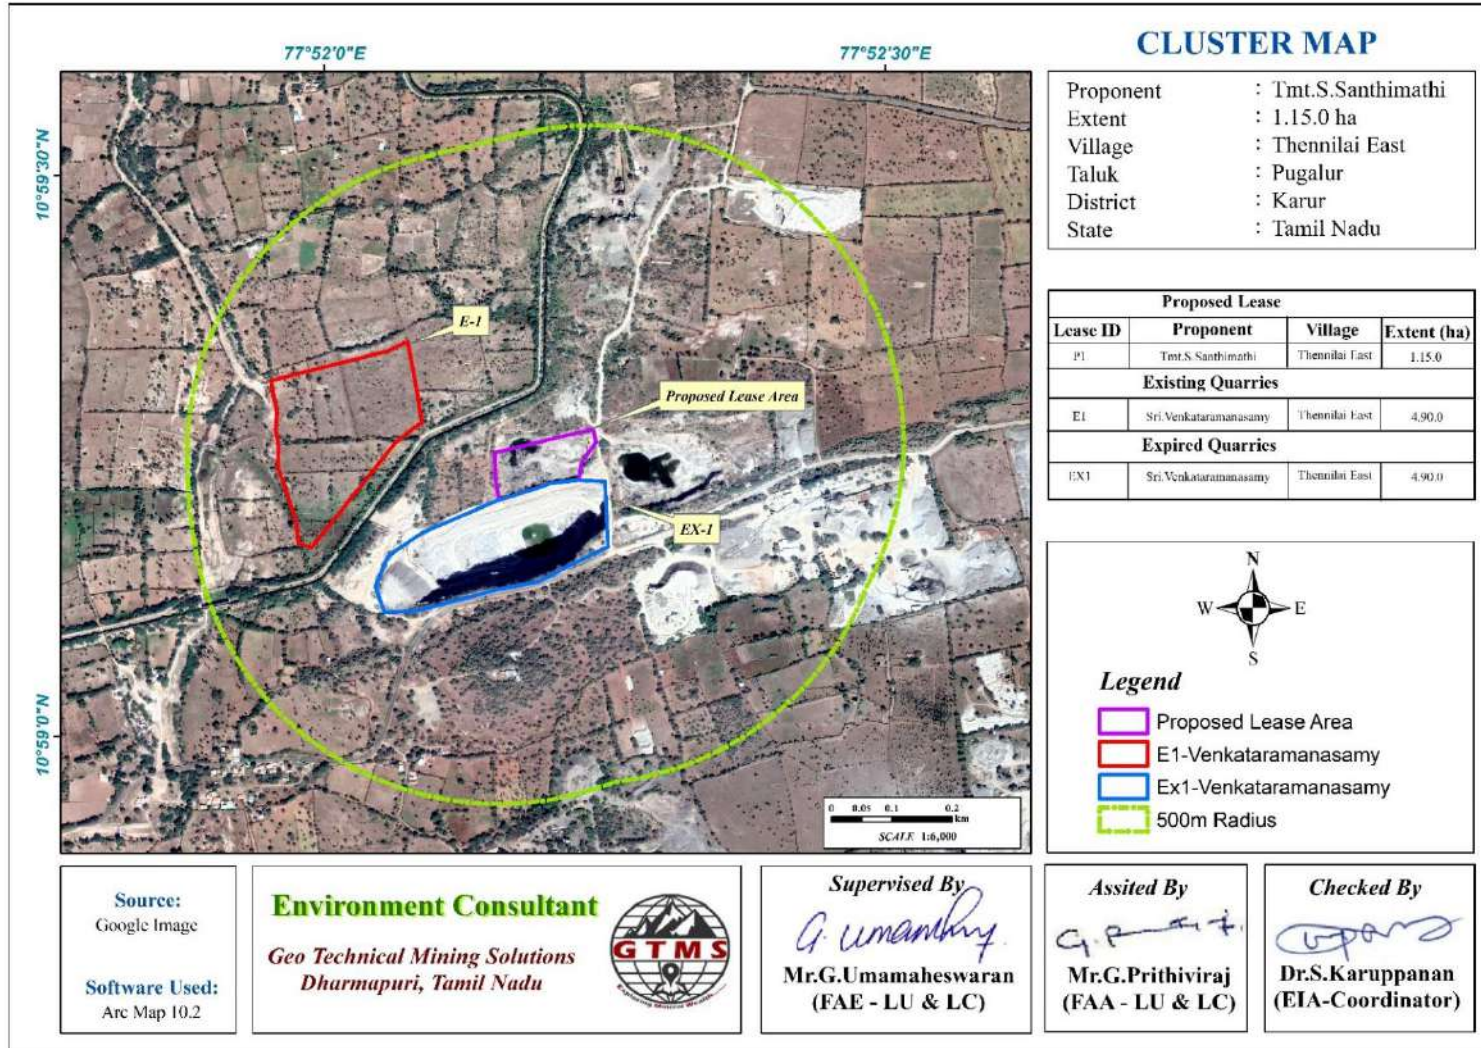 CLUSTER MAP
77°52'0"E
77°52'30"E
10°59'30"N
10°59'0"N
E-1
Proposed Lease Area
EX-1
0 0.05 0.1 0.2
km
SCALE 1:6,000
Proponent : Tmt.S.Santhimathi
Extent : 1.15.0 ha
Village : Thennilai East
Taluk : Pugalur
District : Karur
State : Tamil Nadu
Proposed Lease
Lease ID Proponent Village Extent (ha)
P1 Tmt.S.Santhimathi Thennilai East 1.15.0
Existing Quarries
E1 Sri.Venkataramanasamy Thennilai East 4.90.0
Expired Quarries
EX1 Sri.Venkataramanasamy Thennilai East 4.90.0
N
W E
S
Legend
Proposed Lease Area
E1-Venkataramanasamy
Ex1-Venkataramanasamy
500m Radius
Source:
Google Image
Software Used:
Arc Map 10.2
Environment Consultant
Geo Technical Mining Solutions
Dharmapuri, Tamil Nadu
GTMS
Supervised By
Mr.G.Umamaheswaran
(FAE - LU & LC)
Assited By
Mr.G.Prithiviraj
(FAA - LU & LC)
Checked By
Dr.S.Karuppanan
(EIA-Coordinator)